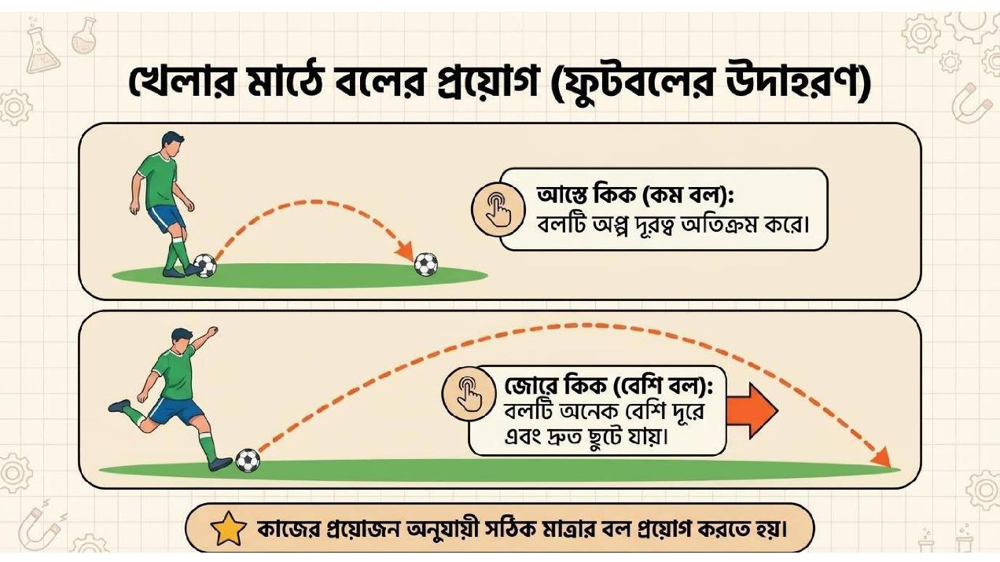 খেলার মাঠে বলের প্রয়োগ (ফুটবলের উদাহরণ)
আস্তে কিক (কম বল):
বলটি অল্প দূরত্ব অতিক্রম করে।
জোরে কিক (বেশি বল):
বলটি অনেক বেশি দূরে
এবং দ্রুত ছুটে যায়।
কাজের প্রয়োজন অনুযায়ী সঠিক মাত্রার বল প্রয়োগ করতে হয়।